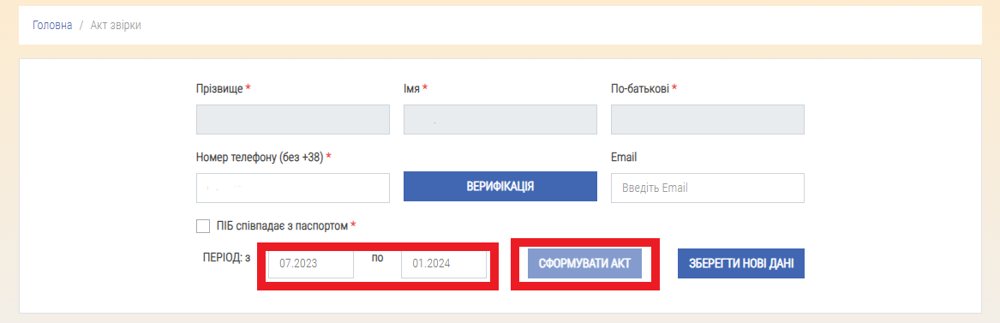 Головна / Акт звірки
Прізвище * Імя * По-батькові *
Номер телефону (без +38) * Email
ВЕРИФІКАЦІЯ Введіть Email
ПІБ співпадає з паспортом *
ПЕРІОД: з 07.2023 по 01.2024 СФОРМУВАТИ АКТ ЗБЕРЕГТИ НОВІ ДАНІ